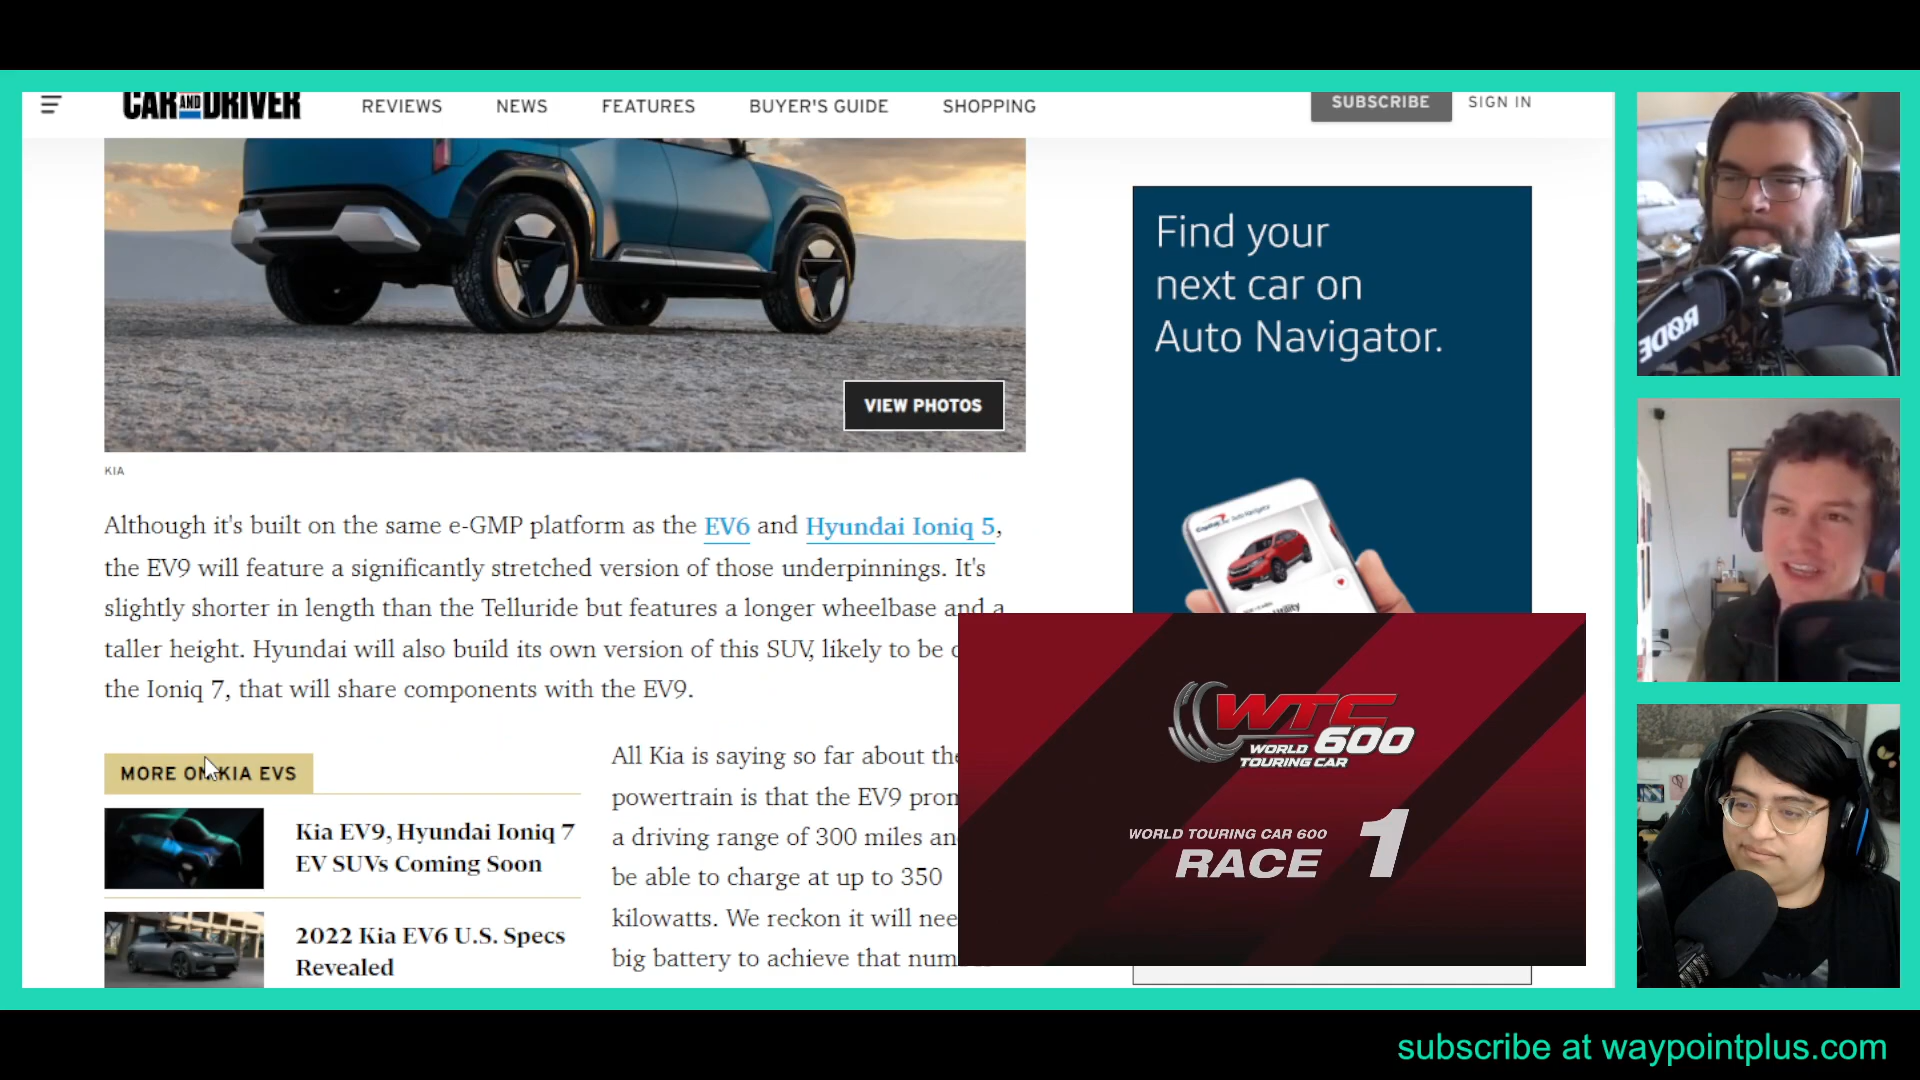 CAR AND DRIVER
REVIEWS
NEWS
FEATURES
BUYER'S GUIDE
SHOPPING
SUBSCRIBE
SIGN IN
VIEW PHOTOS
KIA
Although it's built on the same e-GMP platform as the EV6 and Hyundai Ioniq 5,
the EV9 will feature a significantly stretched version of those underpinnings. It's
slightly shorter in length than the Telluride but features a longer wheelbase and a
taller height. Hyundai will also build its own version of this SUV, likely to be
the Ioniq 7, that will share components with the EV9.
MORE ON KIA EVS
Kia EV9, Hyundai Ioniq 7
EV SUVs Coming Soon
2022 Kia EV6 U.S. Specs
Revealed
All Kia is saying so far about the
powertrain is that the EV9
a driving range of 300 miles
be able to charge at up to 350
kilowatts. We reckon it will
big battery to achieve that
Find your
next car on
Auto Navigator.
WTC
600
WORLD
TOURING CAR
WORLD TOURING CAR 600
RACE 1
RØDE
subscribe at waypointplus.com